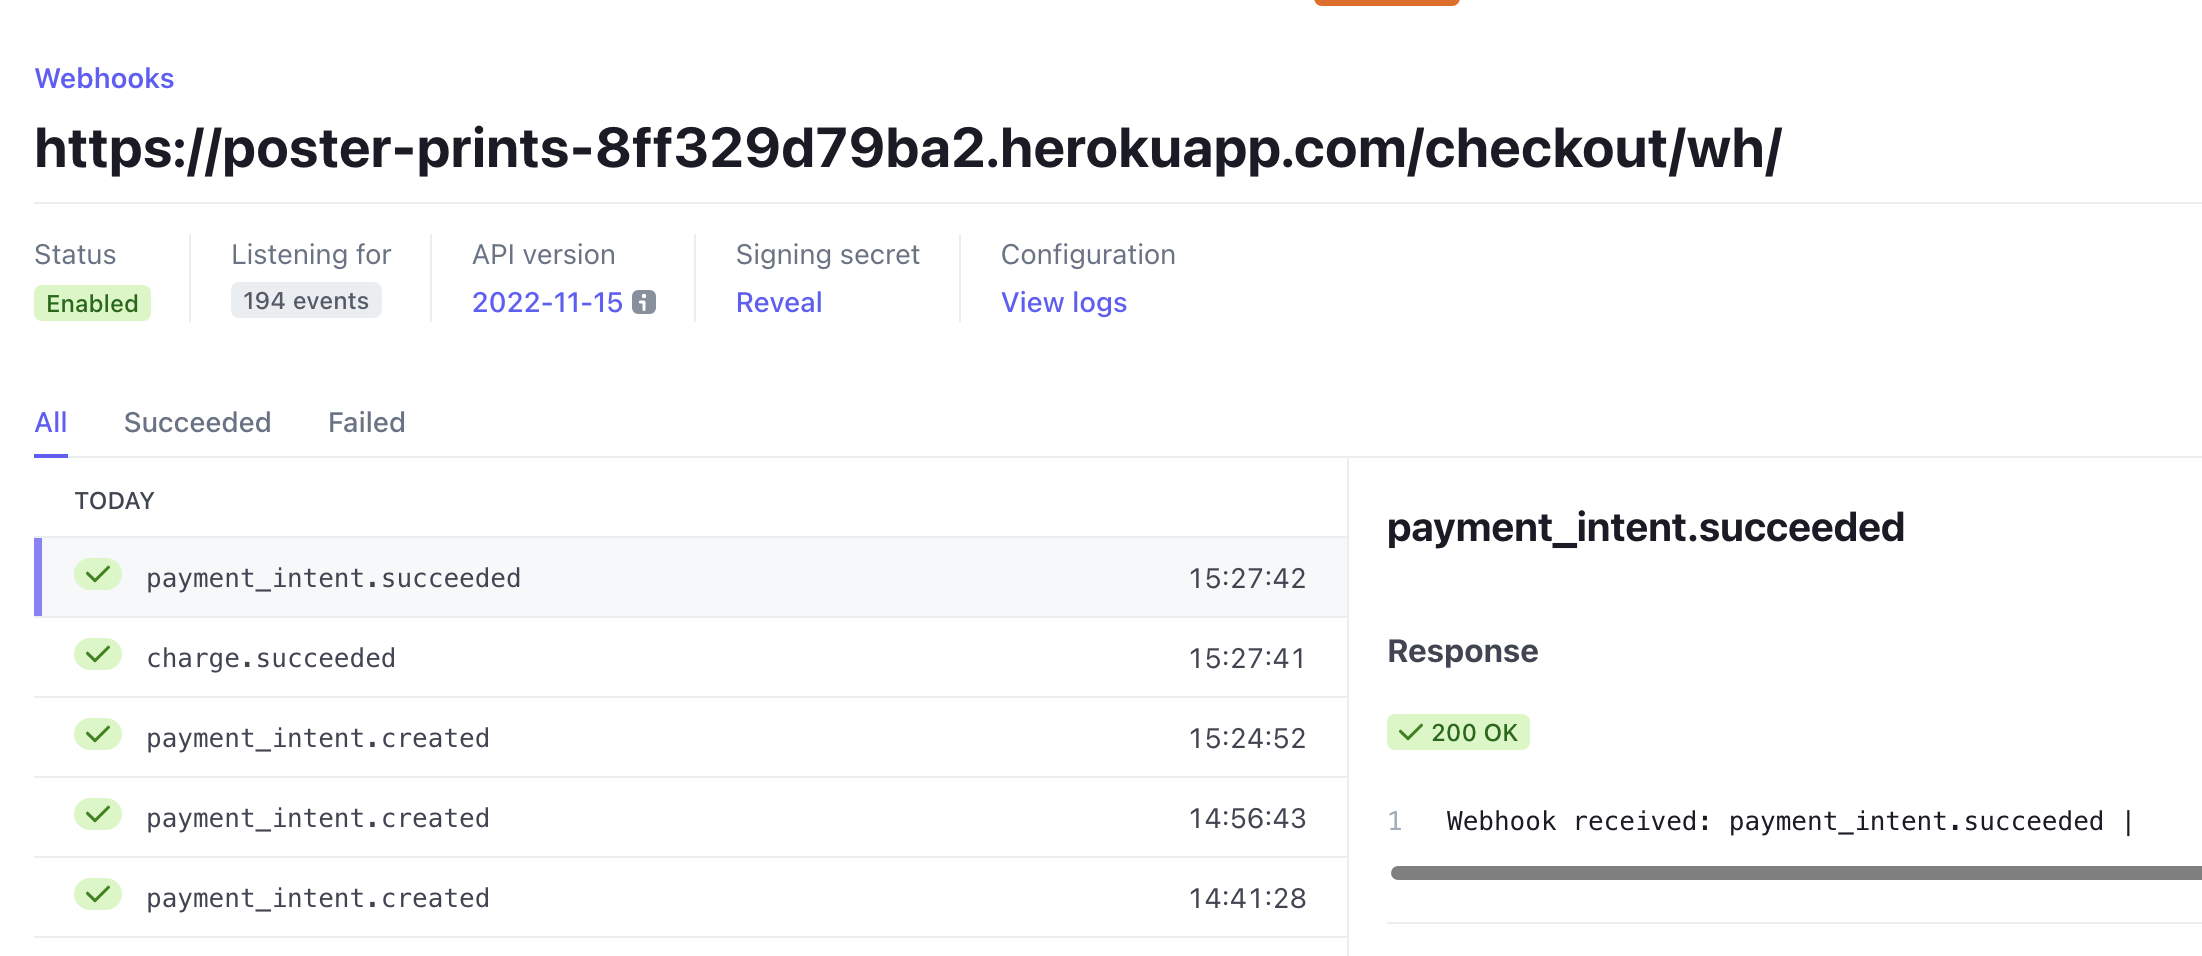 Webhooks
https://poster-prints-8ff329d79ba2.herokuapp.com/checkout/wh/
Status Listening for API version Signing secret Configuration
Enabled 194 events 2022-11-15 Reveal View logs
All Succeeded Failed
TODAY
payment_intent.succeeded 15:27:42
charge.succeeded 15:27:41
payment_intent.created 15:24:52
payment_intent.created 14:56:43
payment_intent.created 14:41:28
payment_intent.succeeded
Response
200 OK
1 Webhook received: payment_intent.succeeded |